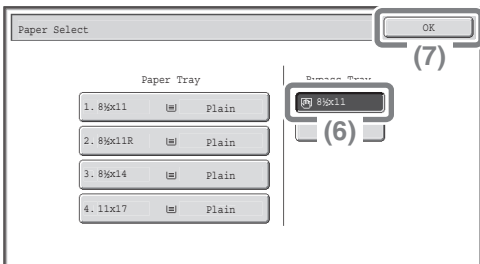 Paper Select
OK
(7)
Paper Tray
Bypass Tray
1. 8½x11 Plain
8½x11
(6)
2. 8½x11R Plain
3. 8½x14 Plain
4. 11x17 Plain